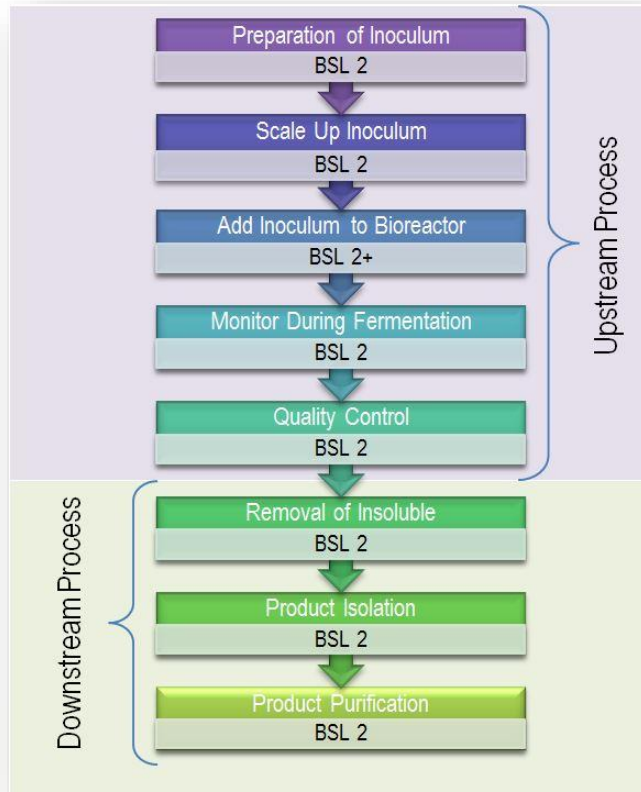 Preparation of Inoculum
BSL 2
Scale Up Inoculum
BSL 2
Add Inoculum to Bioreactor
BSL 2+
Monitor During Fermentation
BSL 2
Quality Control
BSL 2
Upstream Process
Removal of Insoluble
BSL 2
Product Isolation
BSL 2
Product Purification
BSL 2
Downstream Process